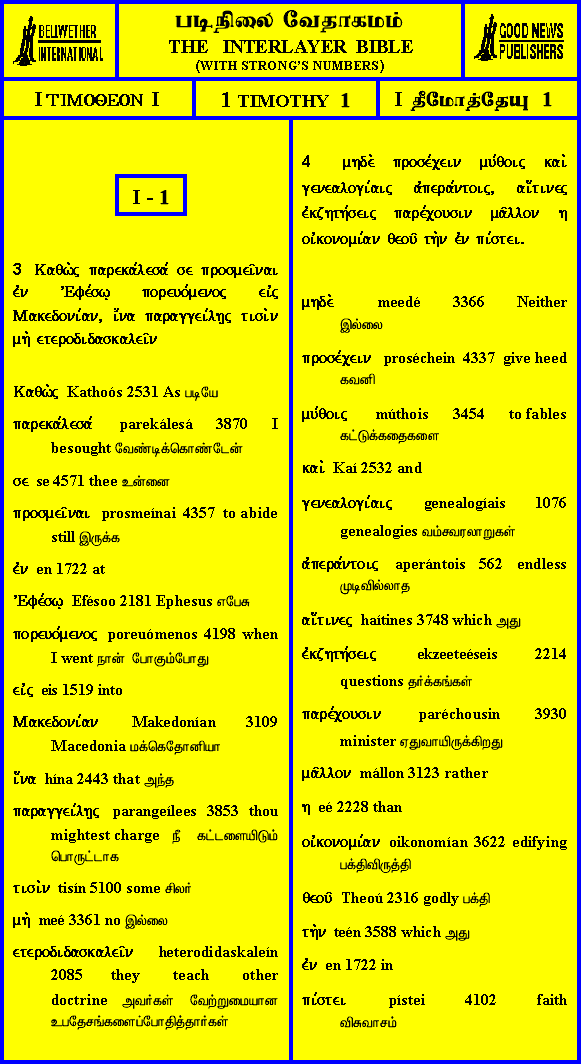 BELLWETHER
INTERNATIONAL
படிநிலை வேதாகமம்
THE INTERLAYER BIBLE
(WITH STRONG'S NUMBERS)
GOOD NEWS
PUBLISHERS
I ΤΙΜΟΘΕΟΝ I
1 TIMOTHY 1
I தீமோத்தேயு 1
I - 1
3 Καθὼς παρεκάλεσά σε προσμεῖναι
ἐν Ἐφέσῳ πορευόμενος εἰς
Μακεδονίαν, ἵνα παραγγείλῃς τισὶν
μὴ ετεροδιδασκαλεῖν
Καθὼς Kathoós 2531 As படியே
παρεκάλεσά parekálesá 3870 I
besought வேண்டிக்கொண்டேன்
σε se 4571 thee உன்னை
προσμεῖναι prosmeínai 4357 to abide
still இருக்க
ἐν en 1722 at
Ἐφέσῳ Efésoo 2181 Ephesus எபேசு
πορευόμενος poreuómenos 4198 when
I went நான் போகும்போது
εἰς eis 1519 into
Μακεδονίαν Makedonían 3109
Macedonia மக்கெதோனியா
ἵνα hína 2443 that அந்த
παραγγείλῃς parangeílees 3853 thou
mightest charge நீ கட்டளையிடும்
பொருட்டாக
τισὶν tisín 5100 some சிலர்
μὴ meé 3361 no இல்லை
ετεροδιδασκαλεῖν heterodidaskaleín
2085 they teach other
doctrine அவர்கள் வேற்றுமையான
உபதேசங்களைப்போதித்தார்கள்
4 μηδὲ προσέχειν μύθοις καὶ
γενεαλογίαις ἀπεράντοις, αἵτινες
ἐκζητήσεις παρέχουσιν μᾶλλον η
οἰκονομίαν θεοῦ τὴν ἐν πίστει.
μηδὲ meedé 3366 Neither
இல்லை
προσέχειν proséchein 4337 give heed
கவனி
μύθοις múthois 3454 to fables
கட்டுக்கதைகளை
καὶ Kaí 2532 and
γενεαλογίαις genealogíais 1076
genealogies வம்சவரலாறுகள்
ἀπεράντοις aperántois 562 endless
முடிவில்லாத
αἵτινες haítines 3748 which அது
ἐκζητήσεις ekzeeteéseis 2214
questions தர்க்கங்கள்
παρέχουσιν paréchousin 3930
minister ஏதுவாயிருக்கிறது
μᾶλλον mállon 3123 rather
η eé 2228 than
οἰκονομίαν oikonomían 3622 edifying
பக்திவிருத்தி
θεοῦ Theoú 2316 godly பக்தி
τὴν teén 3588 which அது
ἐν en 1722 in
πίστει pístei 4102 faith
விசுவாசம்